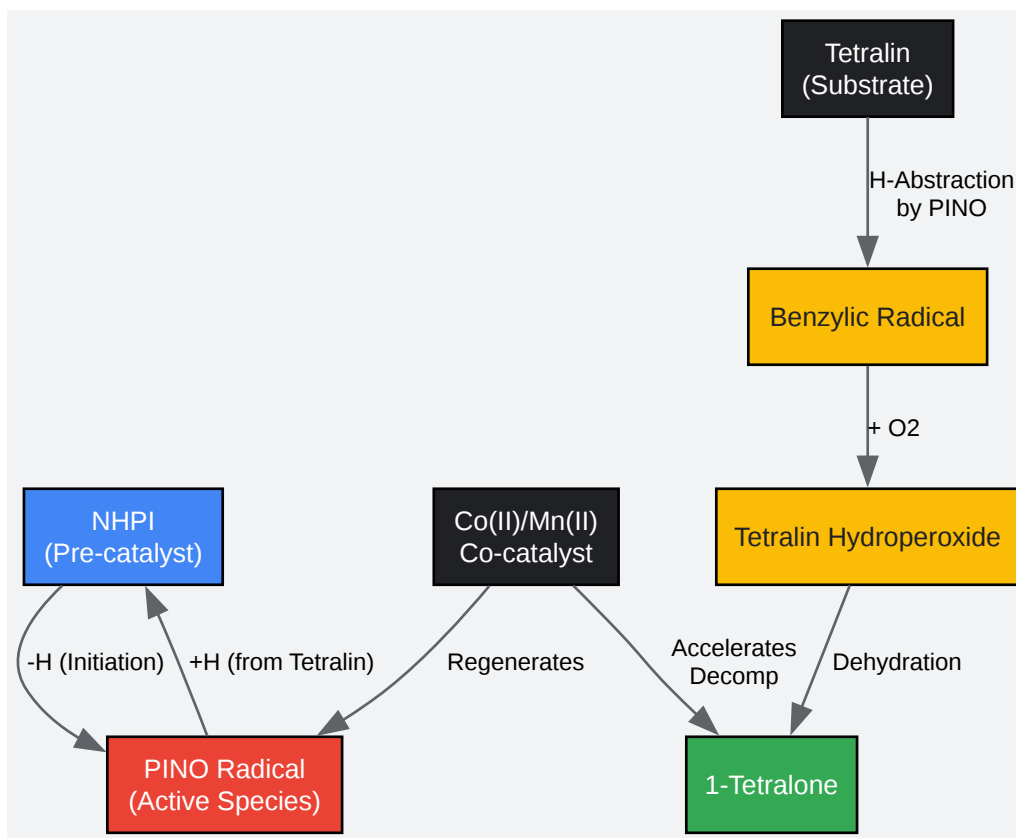 Tetralin
(Substrate)
H-Abstraction
by PINO
Benzylic Radical
+ O2
NHPI
(Pre-catalyst)
Co(II)/Mn(II)
Co-catalyst
Tetralin Hydroperoxide
-H (Initiation)
+H (from Tetralin)
Regenerates
Accelerates
Decomp
Dehydration
PINO Radical
(Active Species)
1-Tetralone